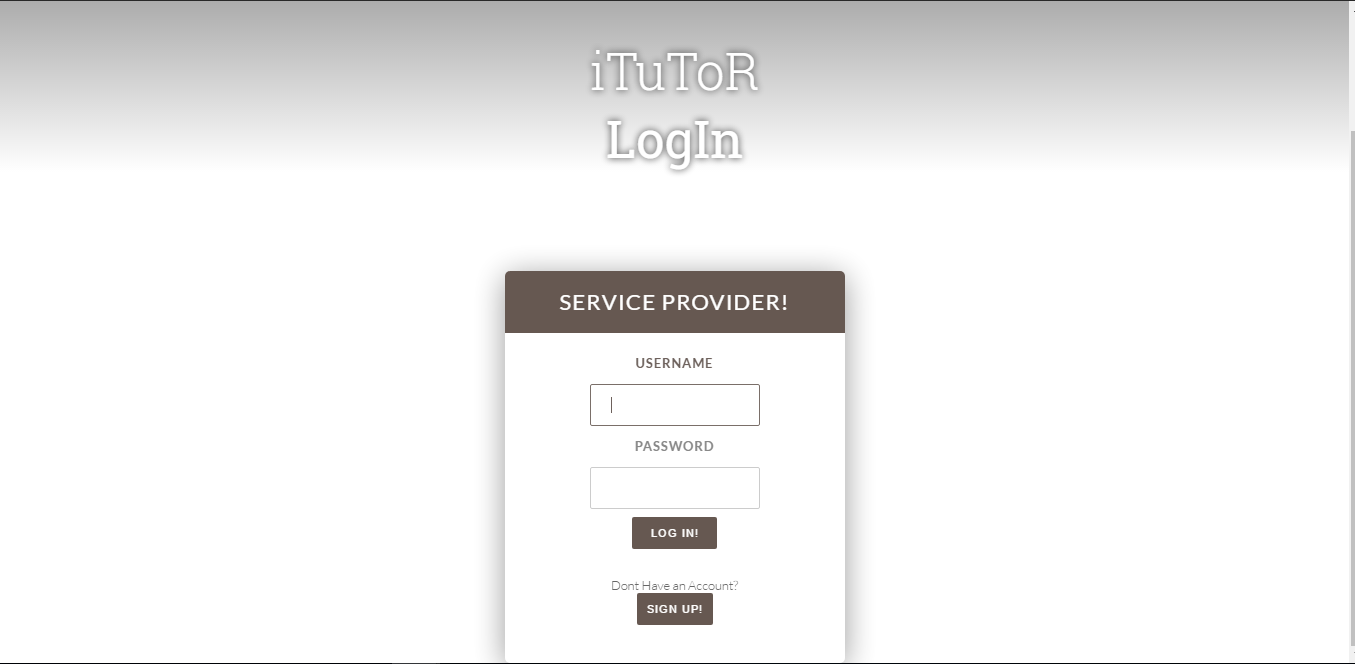 iTuToR
LogIn
SERVICE PROVIDER!
USERNAME
PASSWORD
LOG IN!
Dont Have an Account?
SIGN UP!